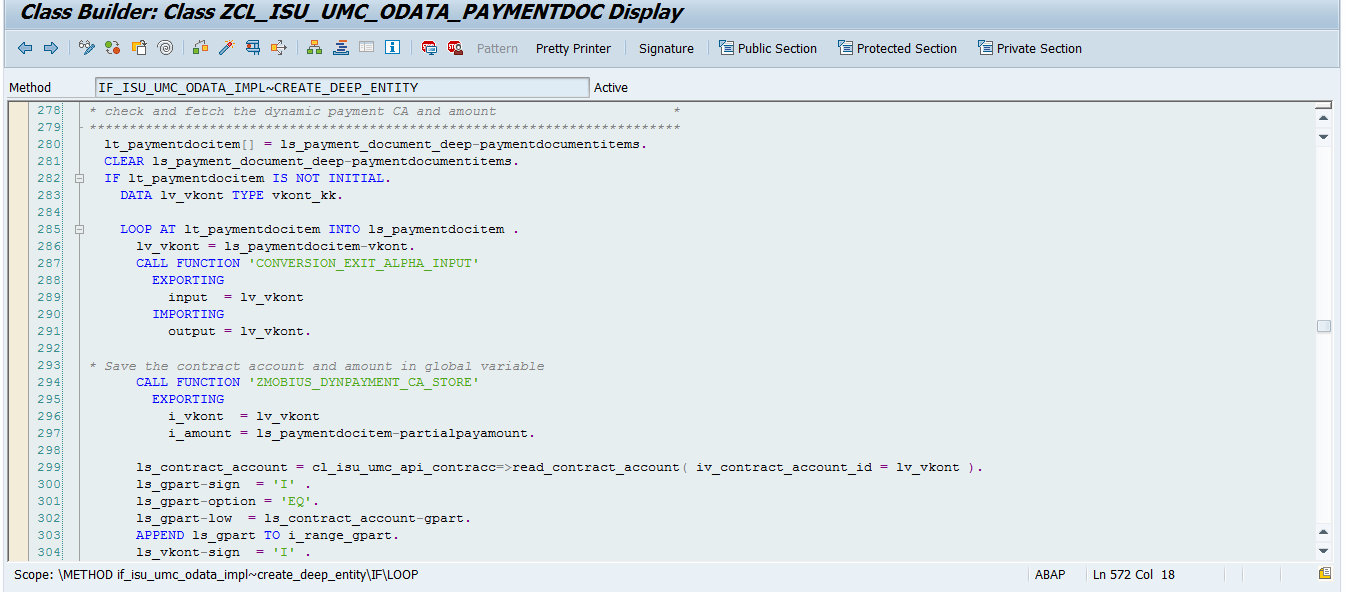 Class Builder: Class ZCL_ISU_UMC_ODATA_PAYMENTDOC Display
Pattern Pretty Printer Signature Public Section Protected Section Private Section
Method IF_ISU_UMC_ODATA_IMPL~CREATE_DEEP_ENTITY Active
278 * check and fetch the dynamic payment CA and amount *
279 **************************************************************************
280 lt_paymentdocitem[] = ls_payment_document_deep-paymentdocumentitems.
281 CLEAR ls_payment_document_deep-paymentdocumentitems.
282 IF lt_paymentdocitem IS NOT INITIAL.
283 DATA lv_vkont TYPE vkont_kk.
284
285 LOOP AT lt_paymentdocitem INTO ls_paymentdocitem .
286 lv_vkont = ls_paymentdocitem-vkont.
287 CALL FUNCTION 'CONVERSION_EXIT_ALPHA_INPUT'
288 EXPORTING
289 input = lv_vkont
290 IMPORTING
291 output = lv_vkont.
292
293 * Save the contract account and amount in global variable
294 CALL FUNCTION 'ZMOBIUS_DYNPAYMENT_CA_STORE'
295 EXPORTING
296 i_vkont = lv_vkont
297 i_amount = ls_paymentdocitem-partialpayamount.
298
299 ls_contract_account = cl_isu_umc_api_contracc=>read_contract_account( iv_contract_account_id = lv_vkont ).
300 ls_gpart-sign = 'I' .
301 ls_gpart-option = 'EQ'.
302 ls_gpart-low = ls_contract_account-gpart.
303 APPEND ls_gpart TO i_range_gpart.
304 ls_vkont-sign = 'I' .
Scope: \METHOD if_isu_umc_odata_impl~create_deep_entity\IF\LOOP ABAP Ln 572 Col 18